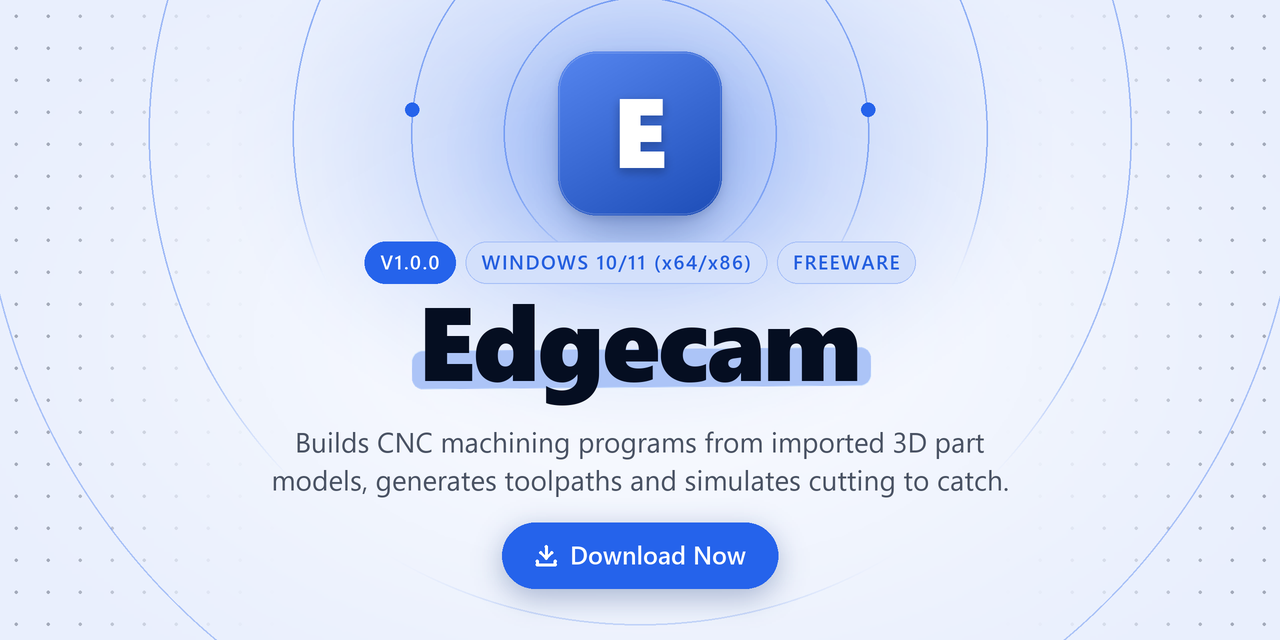 E
V1.0.0
WINDOWS 10/11 (x64/x86)
FREEWARE
Edgecam
Builds CNC machining programs from imported 3D part
models, generates toolpaths and simulates cutting to catch.
Download Now